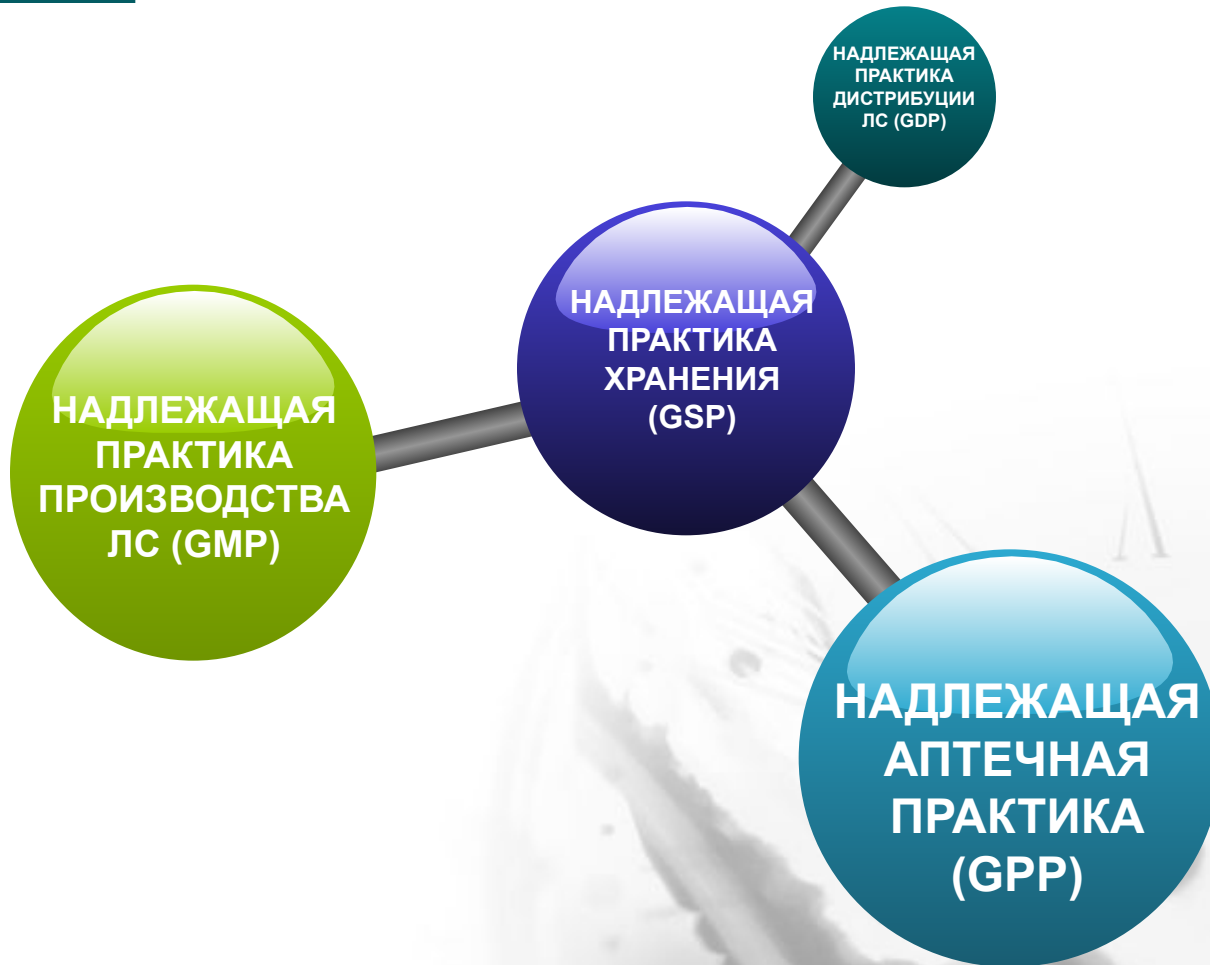 НАДЛЕЖАЩАЯ
ПРАКТИКА
ДИСТРИБУЦИИ
ЛС (GDP)
НАДЛЕЖАЩАЯ
ПРАКТИКА
ХРАНЕНИЯ
(GSP)
НАДЛЕЖАЩАЯ
ПРАКТИКА
ПРОИЗВОДСТВА
ЛС (GMP)
НАДЛЕЖАЩАЯ
АПТЕЧНАЯ
ПРАКТИКА
(GPP)